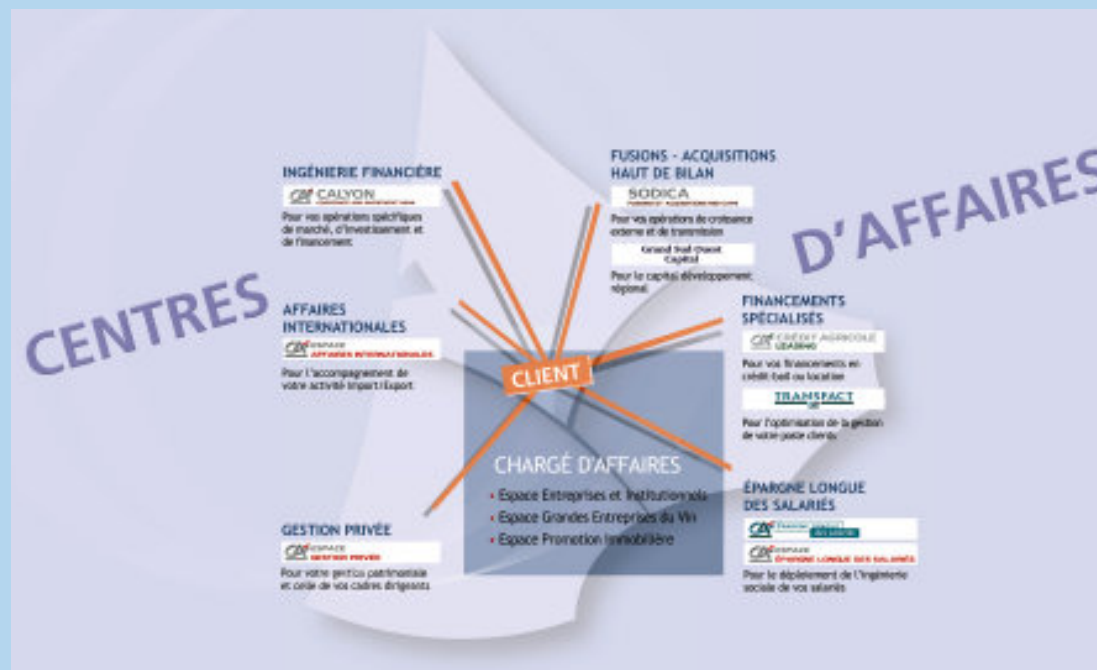 CENTRES D'AFFAIRES
INGÉNIERIE FINANCIÈRE
CALYON
Pour vos opérations spécifiques
de marché, d'investissement et
de financement
AFFAIRES
INTERNATIONALES
ESPACE
AFFAIRES INTERNATIONALES
Pour l'accompagnement de
votre activité Import/Export
GESTION PRIVÉE
ESPACE
GESTION PRIVÉE
Pour votre gestion patrimoniale
et celle de vos cadres dirigeants
FUSIONS - ACQUISITIONS
HAUT DE BILAN
SODICA
Pour vos opérations de croissance
externe et de transmission
Grand Sud Ouest
Capital
Pour le capital développement
régional
FINANCEMENTS
SPÉCIALISÉS
CRÉDIT AGRICOLE
LEASING
Pour vos financements en
crédit-bail ou location
TRANSFACT
Pour l'optimisation de la gestion
de votre poste clients
ÉPARGNE LONGUE
DES SALARIÉS
ESPACE
ÉPARGNE LONGUE DES SALARIÉS
Pour le déploiement de l'ingénierie
sociale de vos salariés
CLIENT
CHARGÉ D'AFFAIRES
• Espace Entreprises et Institutionnels
• Espace Grandes Entreprises du Vin
• Espace Promotion Immobilière